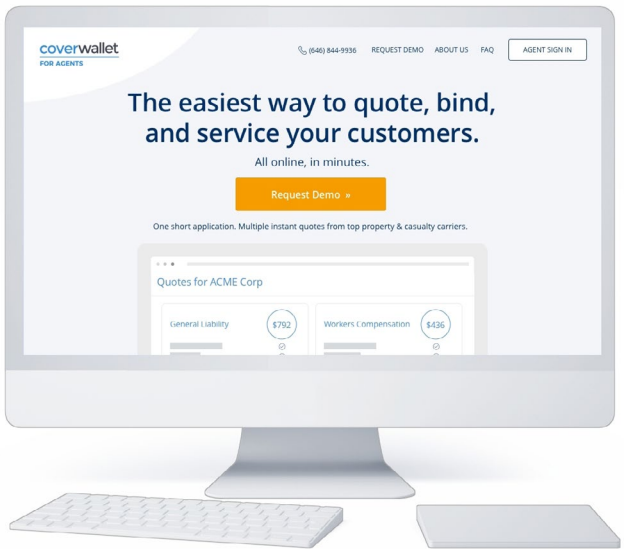 coverwallet
FOR AGENTS
(646) 844-9936 REQUEST DEMO ABOUT US FAQ AGENT SIGN IN
The easiest way to quote, bind,
and service your customers.
All online, in minutes.
Request Demo »
One short application. Multiple instant quotes from top property & casualty carriers.
Quotes for ACME Corp
General Liability $792 Workers Compensation $436